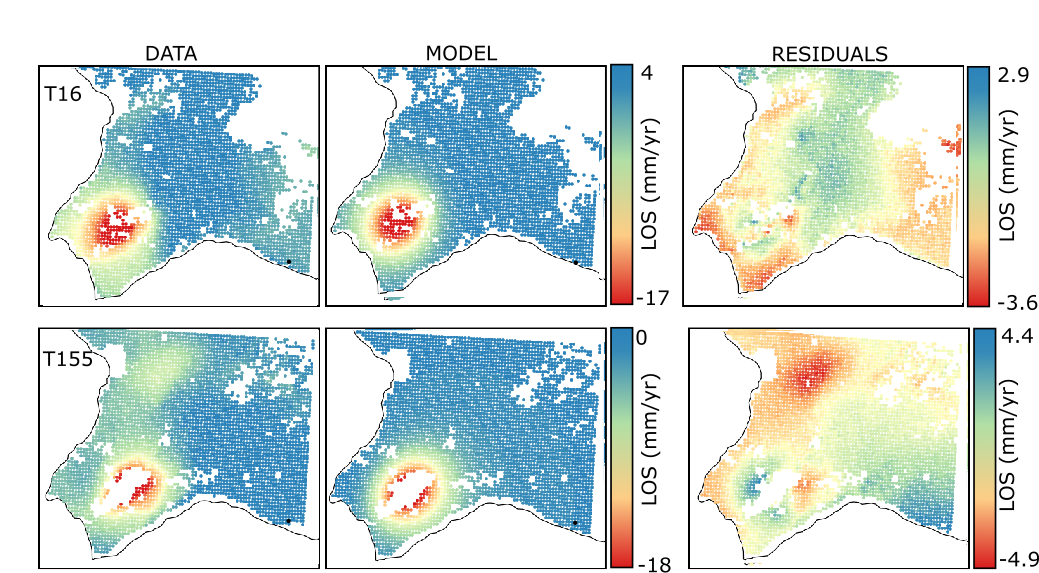 DATA
MODEL
RESIDUALS
T16
4
LOS (mm/yr)
-17
2.9
LOS (mm/yr)
-3.6
T155
0
LOS (mm/yr)
-18
4.4
LOS (mm/yr)
-4.9